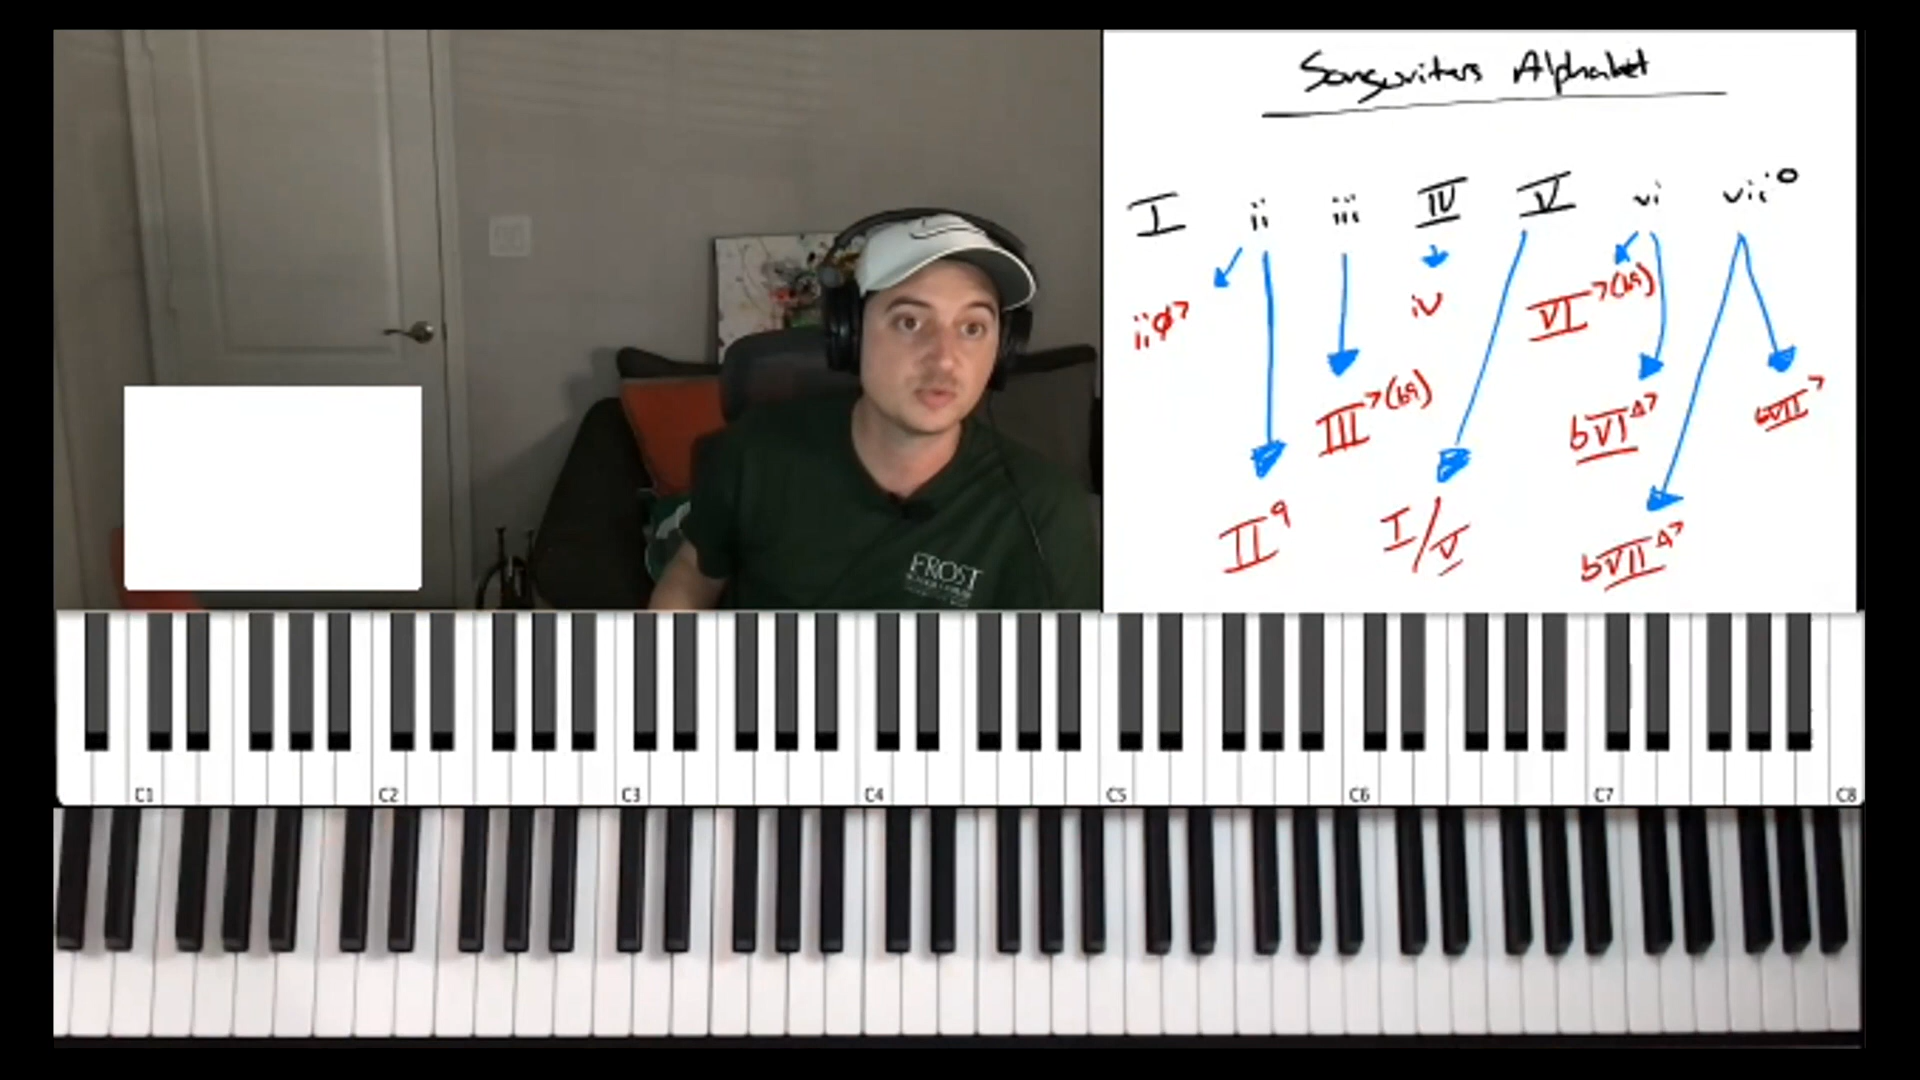 Songwriters Alphabet
I ii iii IV V vi vii°
iiø7 iv VI7(b9)
III7(b9) bVIΔ7 bVII7
II9 I/V bVIIΔ7
FROST
C1 C2 C3 C4 C5 C6 C7 C8